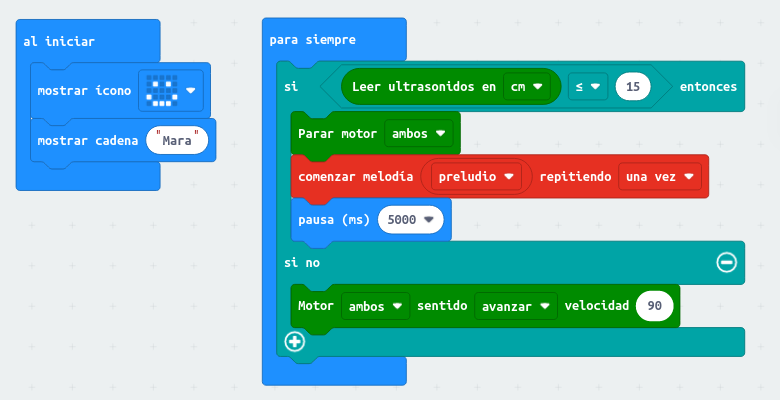 al iniciar
mostrar ícono
mostrar cadena "Mara"
para siempre
si Leer ultrasonidos en cm ≤ 15 entonces
Parar motor ambos
comenzar melodía preludio repitiendo una vez
pausa (ms) 5000
si no
Motor ambos sentido avanzar velocidad 90